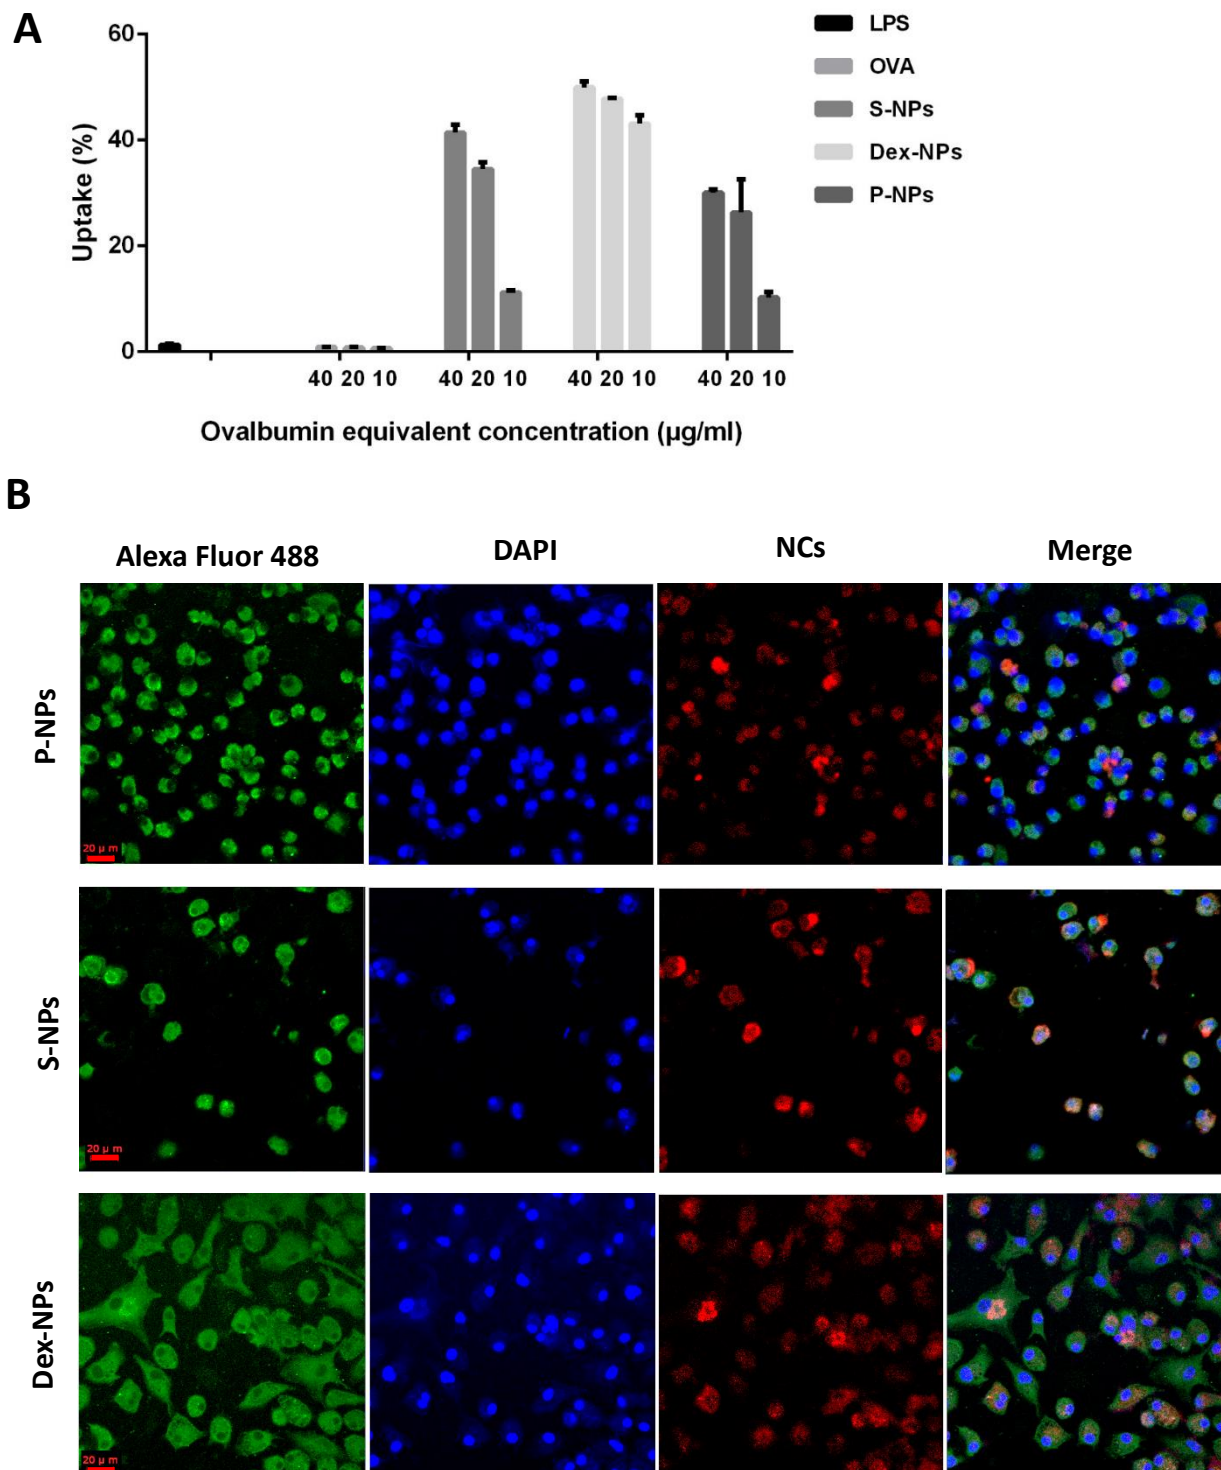 A
60
40
20
0
Uptake (%)
LPS
OVA
S-NPs
Dex-NPs
P-NPs
40 20 10 40 20 10 40 20 10 40 20 10
Ovalbumin equivalent concentration (µg/ml)
B
Alexa Fluor 488 DAPI NCs Merge
P-NPs
20 µ m
S-NPs
20 µ m
Dex-NPs
20 µ m